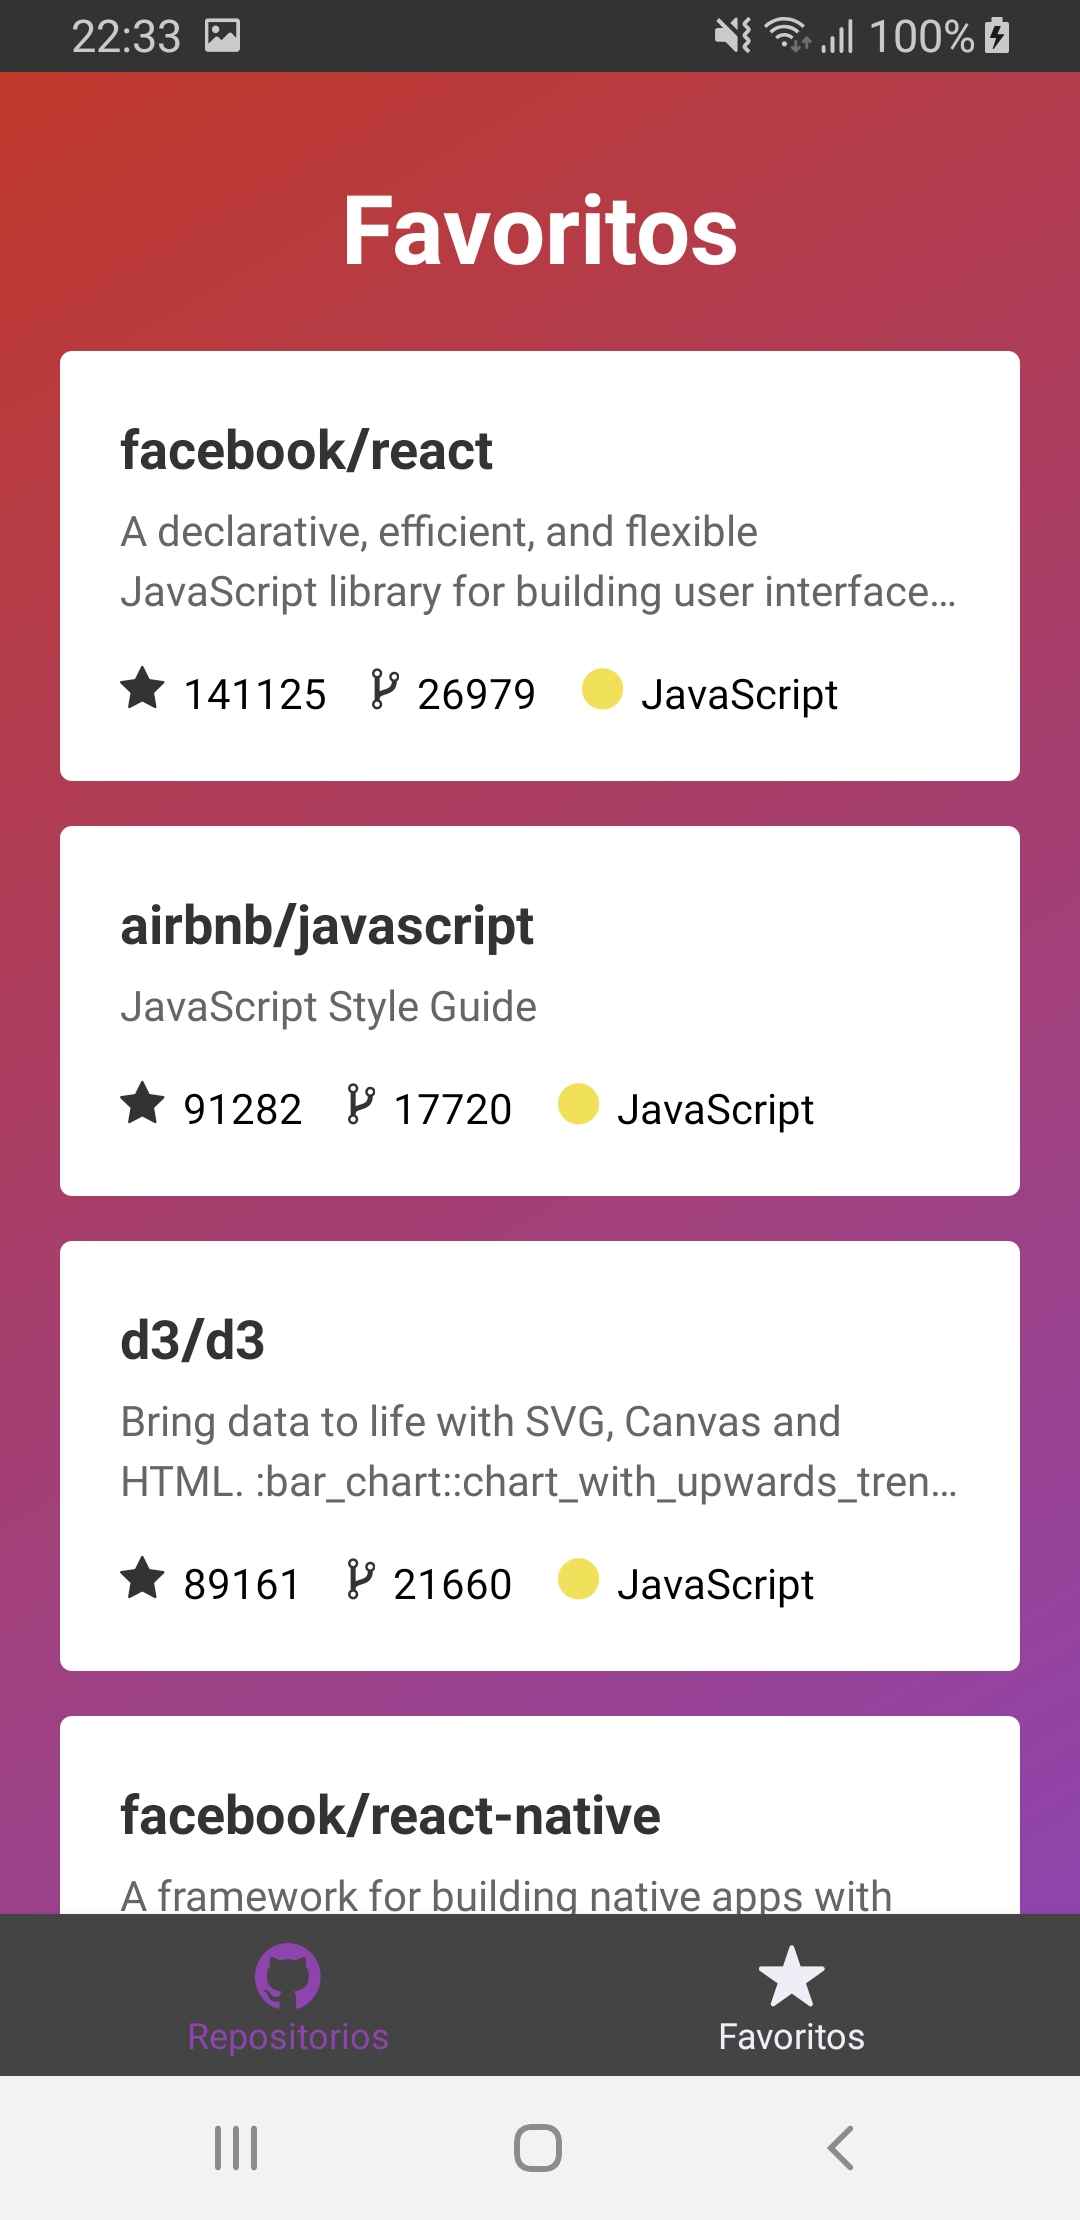 22:33
100%
Favoritos
facebook/react
A declarative, efficient, and flexible
JavaScript library for building user interface...
141125 26979 JavaScript
airbnb/javascript
JavaScript Style Guide
91282 17720 JavaScript
d3/d3
Bring data to life with SVG, Canvas and
HTML. :bar_chart::chart_with_upwards_tren...
89161 21660 JavaScript
facebook/react-native
A framework for building native apps with
Repositorios
Favoritos